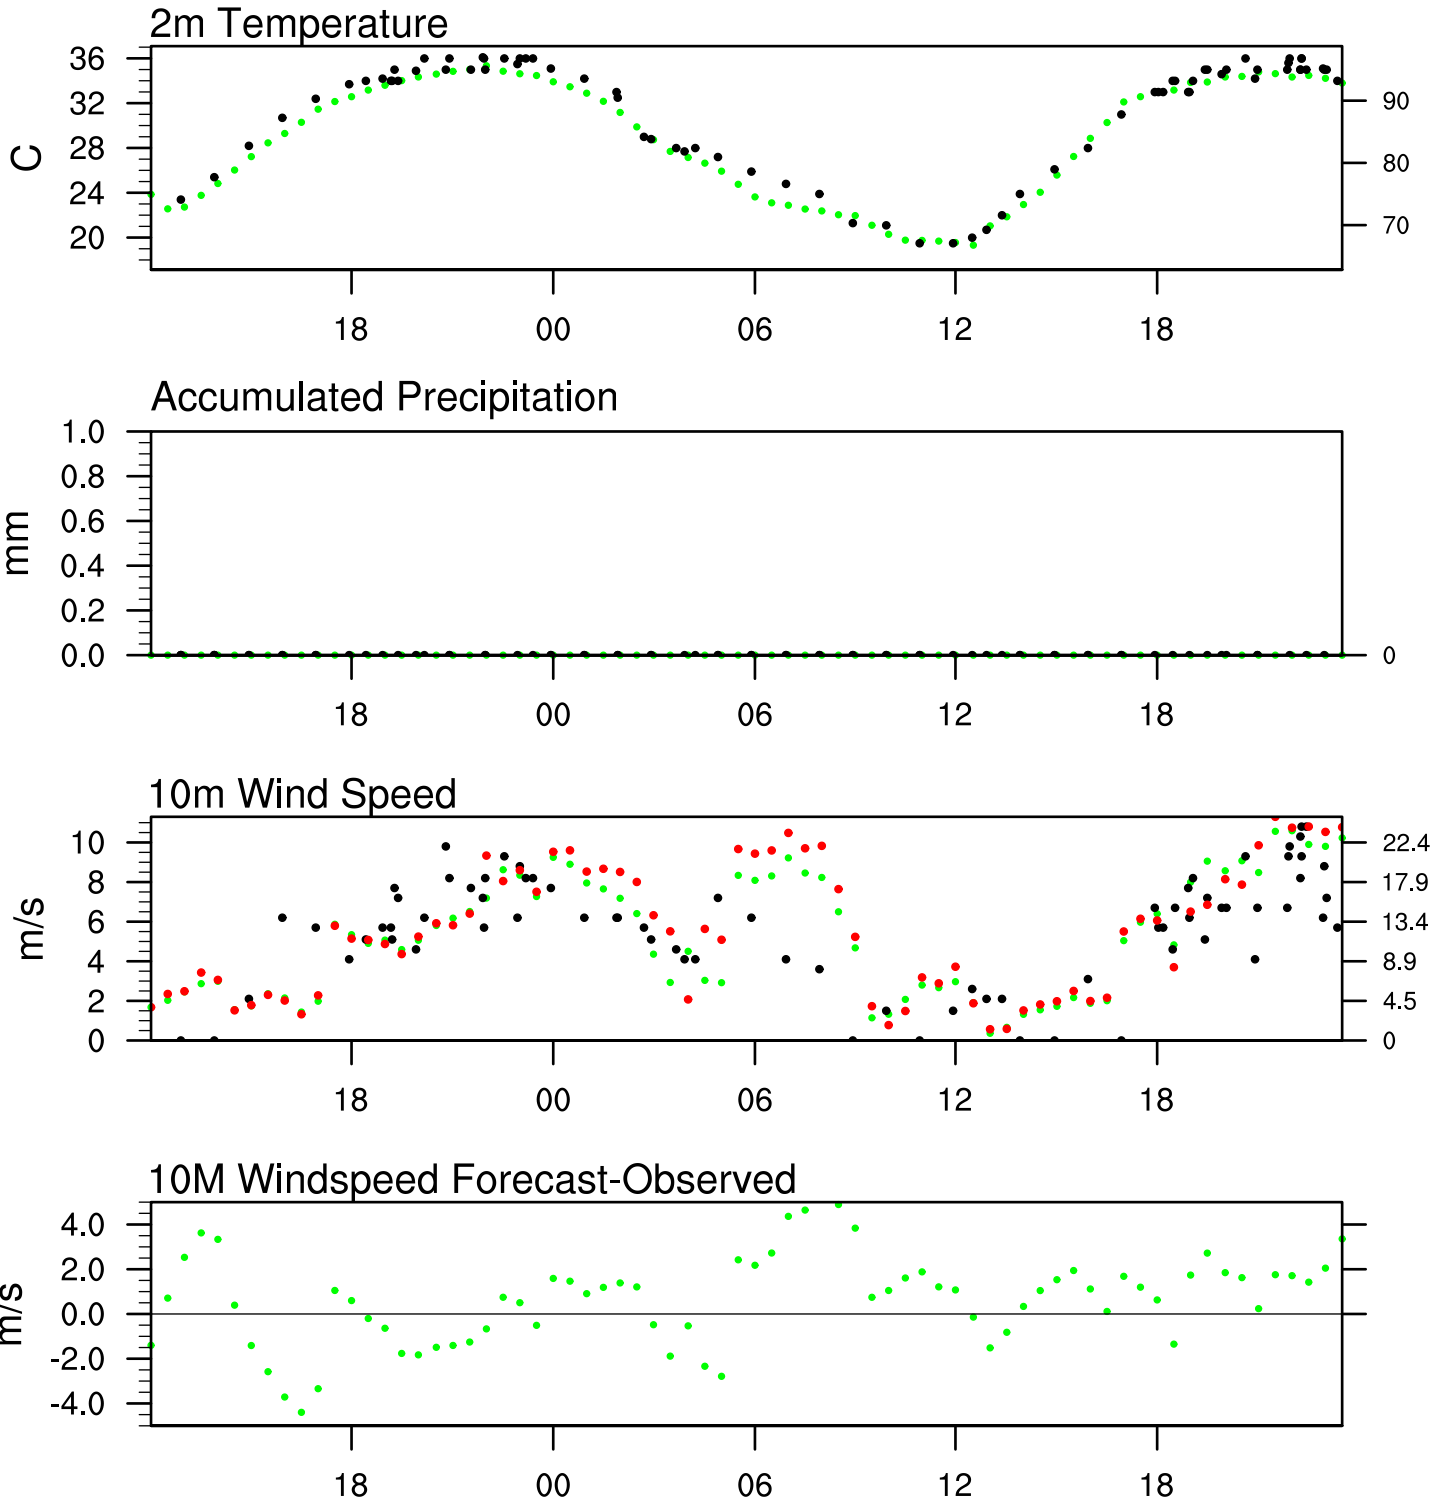 2m Temperature
36
32
28
24
20
C
90
80
70
18 00 06 12 18
Accumulated Precipitation
1.0
0.8
0.6
0.4
0.2
0.0
mm
0
18 00 06 12 18
10m Wind Speed
10
8
6
4
2
0
m/s
22.4
17.9
13.4
8.9
4.5
0
18 00 06 12 18
10M Windspeed Forecast-Observed
4.0
2.0
0.0
-2.0
-4.0
m/s
18 00 06 12 18